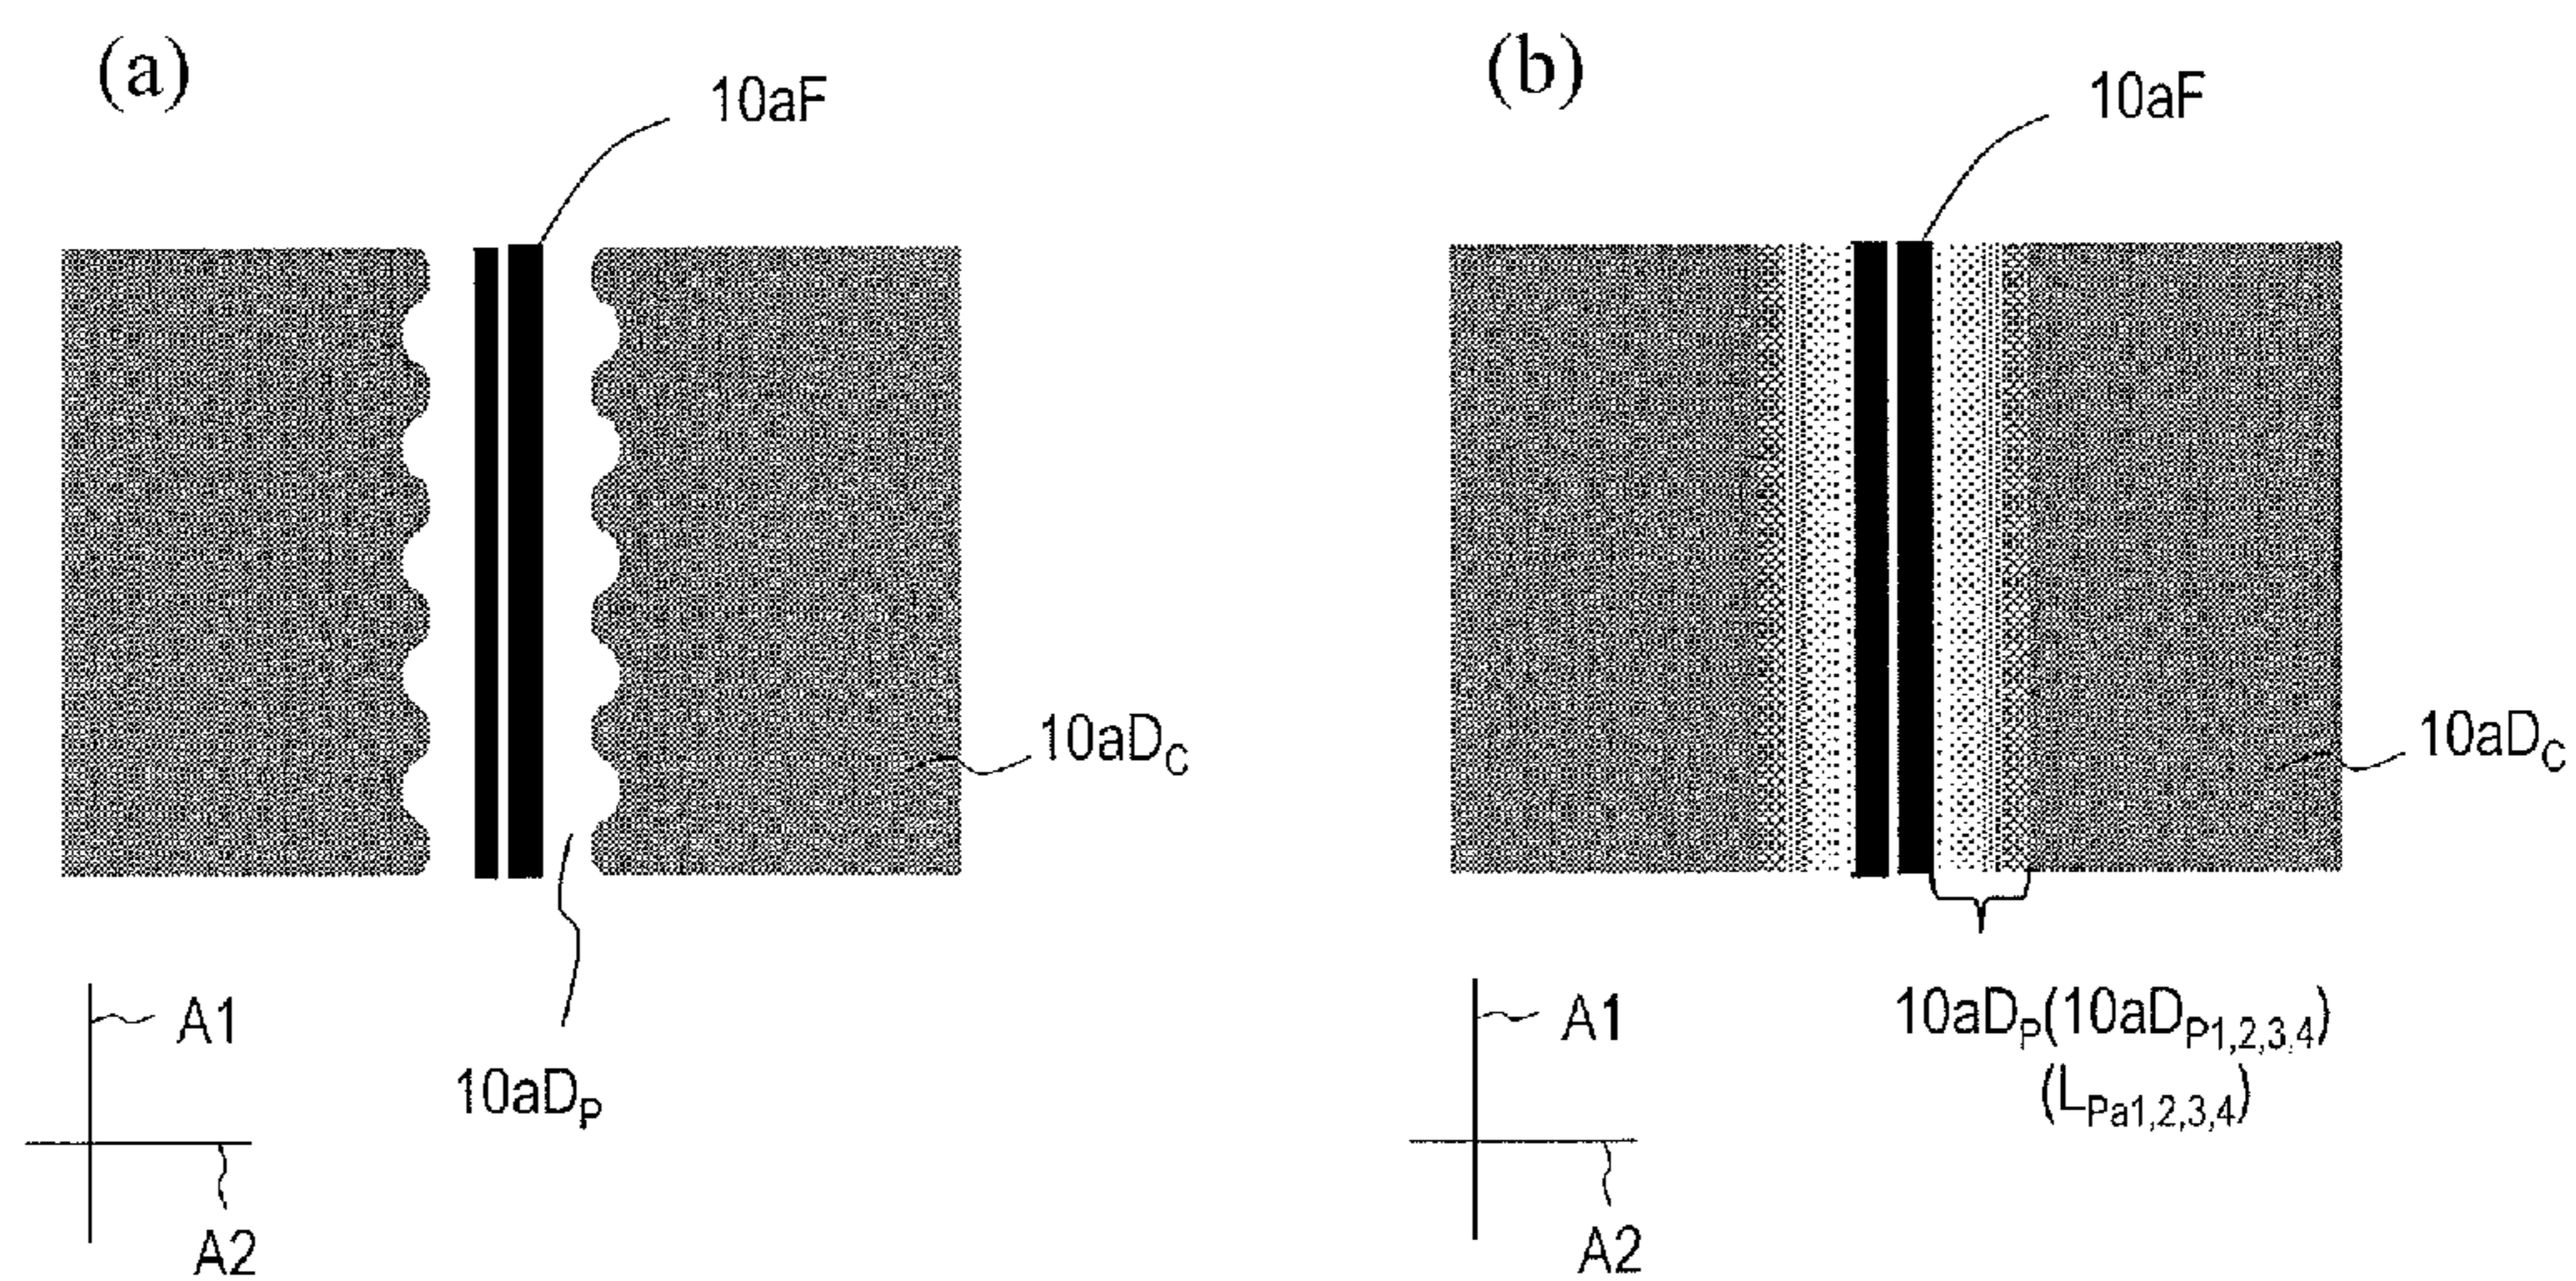 (a)
10aF
10aD_C
10aD_P
A1
A2
(b)
10aF
10aD_C
10aD_P(10aD_P1,2,3,4)
(L_Pa1,2,3,4)
A1
A2